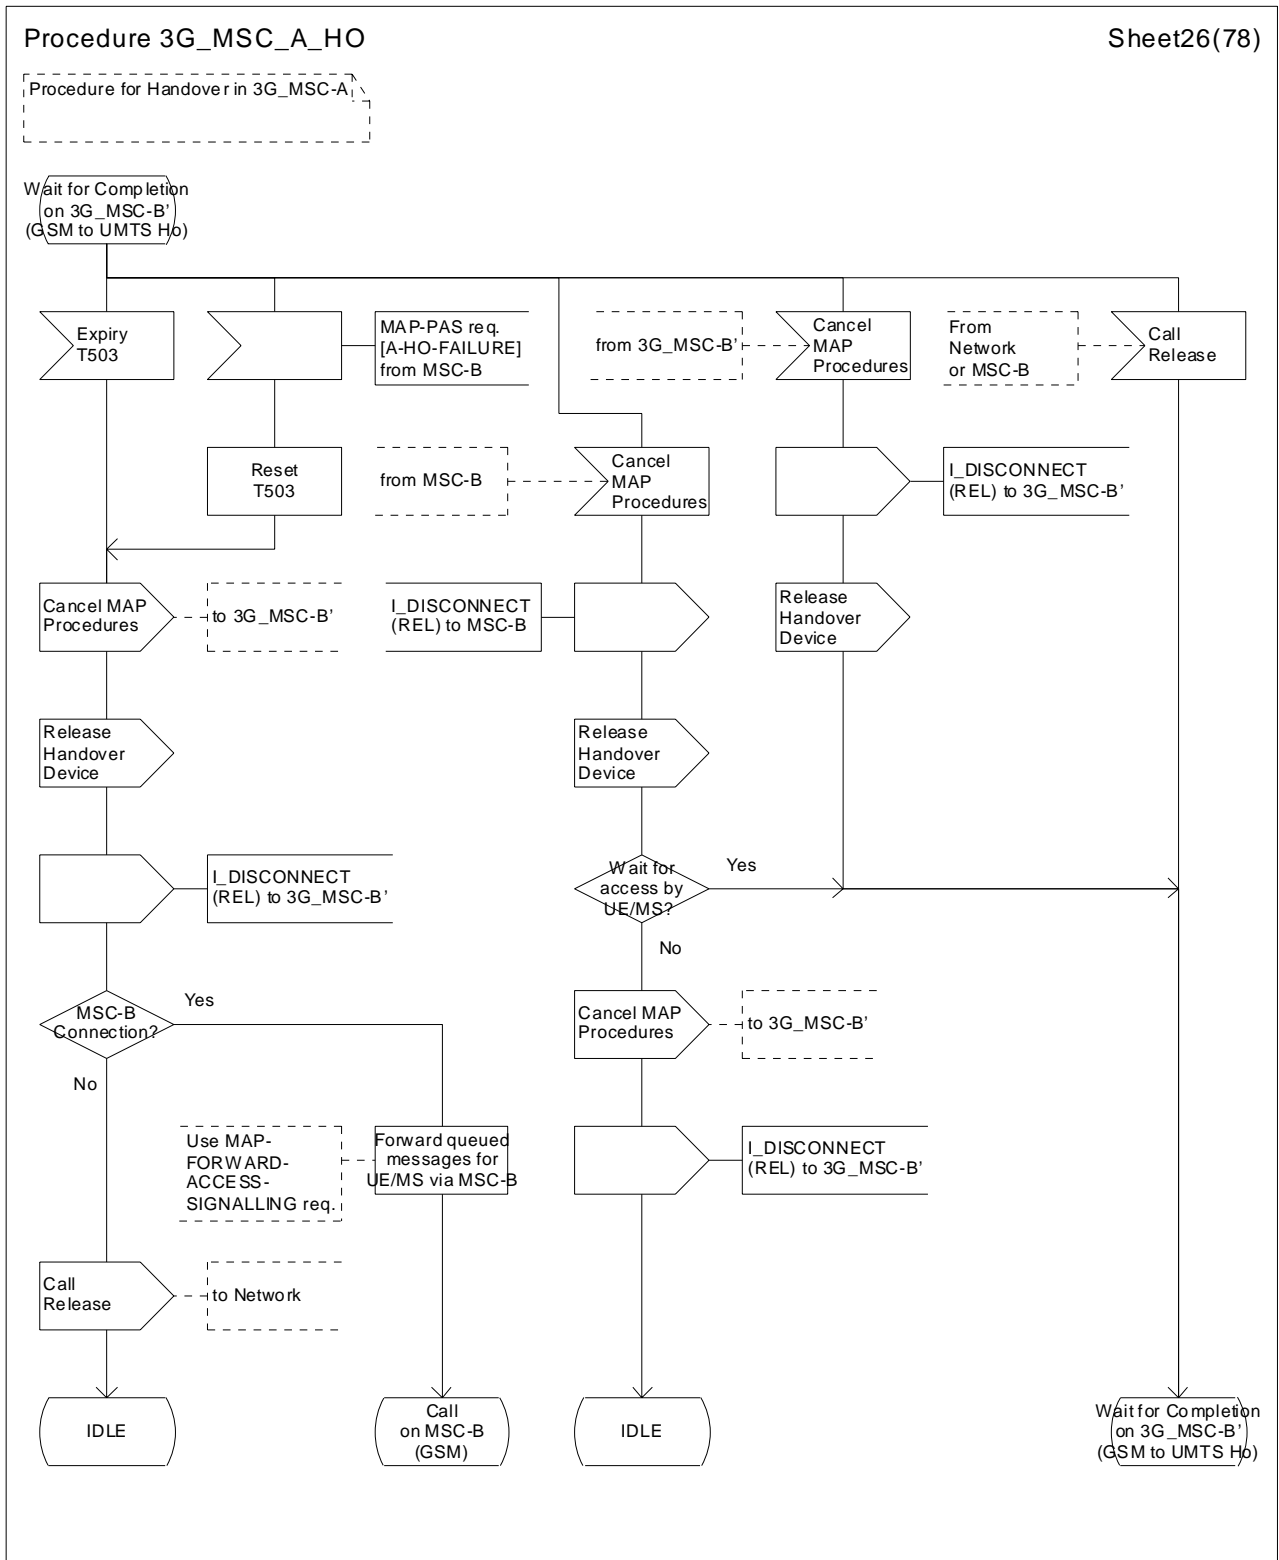 Procedure 3G_MSC_A_HO
Sheet26(78)
Procedure for Handover in 3G_MSC-A
Wait for Completion
on 3G_MSC-B’
(GSM to UMTS Ho)
Expiry
T503
MAP-PAS req.
[A-HO-FAILURE]
from MSC-B
from 3G_MSC-B’
Cancel
MAP
Procedures
From
Network
or MSC-B
Call
Release
Reset
T503
from MSC-B
Cancel
MAP
Procedures
I_DISCONNECT
(REL) to 3G_MSC-B’
Cancel MAP
Procedures
to 3G_MSC-B’
I_DISCONNECT
(REL) to MSC-B
Release
Handover
Device
Release
Handover
Device
Release
Handover
Device
I_DISCONNECT
(REL) to 3G_MSC-B’
Wait for
access by
UE/MS?
Yes
No
MSC-B
Connection?
Yes
No
Cancel MAP
Procedures
to 3G_MSC-B’
Use MAP-
FORWARD-
ACCESS-
SIGNALLING req.
Forward queued
messages for
UE/MS via MSC-B
I_DISCONNECT
(REL) to 3G_MSC-B’
Call
Release
to Network
IDLE
Call
on MSC-B
(GSM)
IDLE
Wait for Completion
on 3G_MSC-B’
(GSM to UMTS Ho)